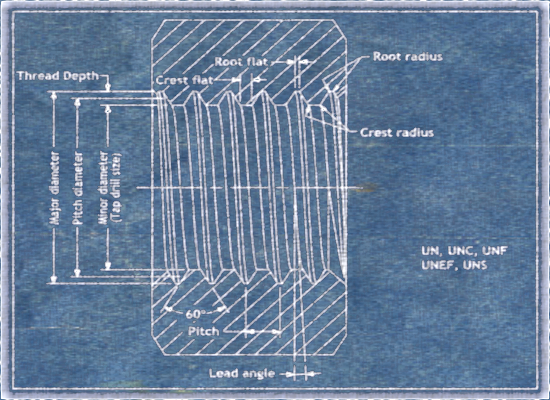 Root flat
Root radius
Thread Depth
Crest flat
Crest radius
Major diameter
Pitch diameter
Minor diameter
(Tap drill size)
UN, UNC, UNF
UNEF, UNS
60°
Pitch
Lead angle